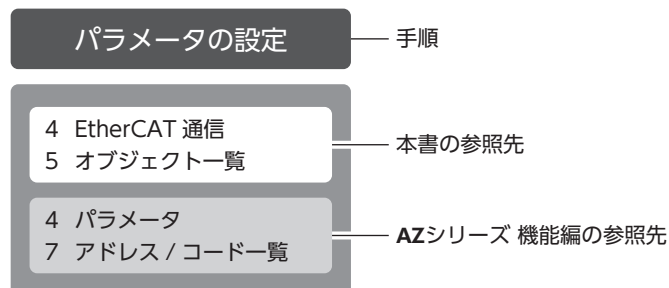 パラメータの設定
手順
4 EtherCAT 通信
5 オブジェクト一覧
本書の参照先
4 パラメータ
7 アドレス / コード一覧
AZシリーズ 機能編の参照先